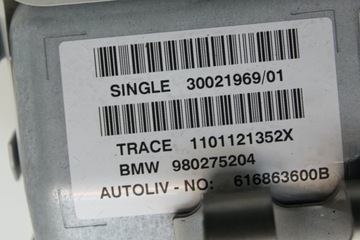 SINGLE 30021969/01
TRACE 1101121352X
BMW 980275204
AUTOLIV - NO: 616863600B